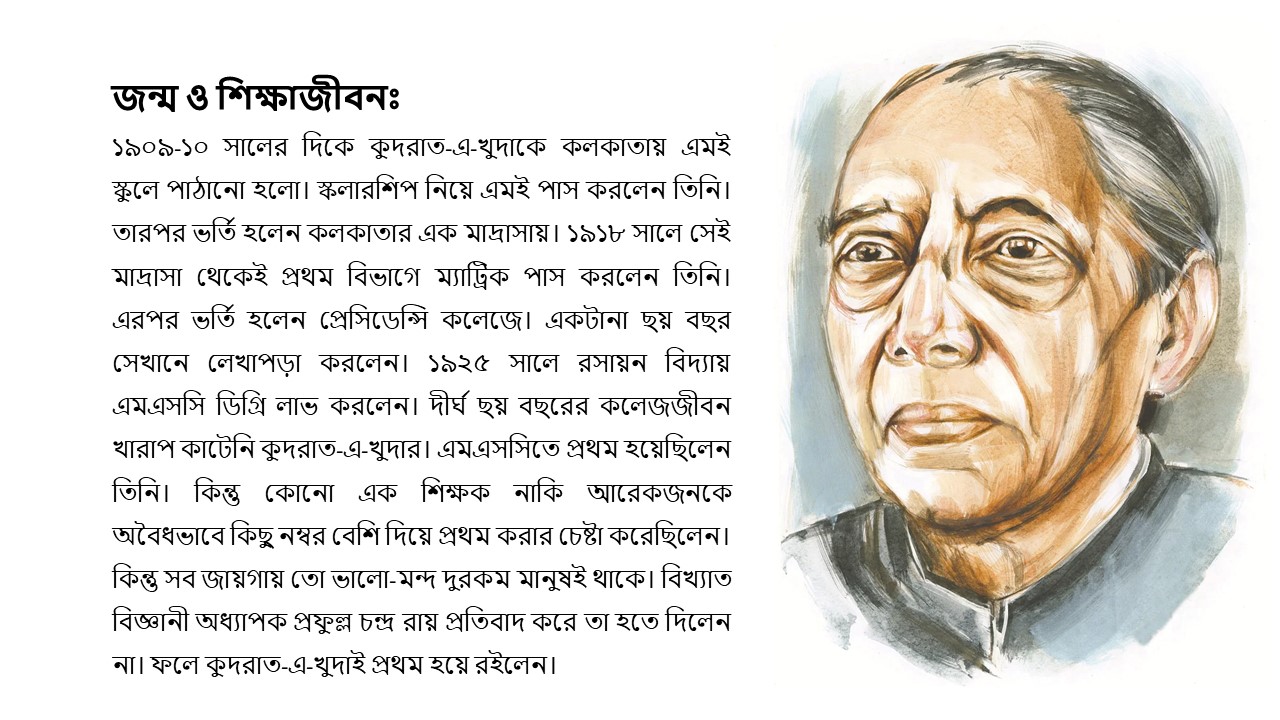 জন্ম ও শিক্ষাজীবনঃ
১৯০৯-১০ সালের দিকে কুদরাত-এ-খুদাকে কলকাতায় এমই
স্কুলে পাঠানো হলো। স্কলারশিপ নিয়ে এমই পাস করলেন তিনি।
তারপর ভর্তি হলেন কলকাতার এক মাদ্রাসায়। ১৯১৮ সালে সেই
মাদ্রাসা থেকেই প্রথম বিভাগে ম্যাট্রিক পাস করলেন তিনি।
এরপর ভর্তি হলেন প্রেসিডেন্সি কলেজে। একটানা ছয় বছর
সেখানে লেখাপড়া করলেন। ১৯২৫ সালে রসায়ন বিদ্যায়
এমএসসি ডিগ্রি লাভ করলেন। দীর্ঘ ছয় বছরের কলেজজীবন
খারাপ কাটেনি কুদরাত-এ-খুদার। এমএসসিতে প্রথম হয়েছিলেন
তিনি। কিন্তু কোনো এক শিক্ষক নাকি আরেকজনকে
অবৈধভাবে কিছু নম্বর বেশি দিয়ে প্রথম করার চেষ্টা করেছিলেন।
কিন্তু সব জায়গায় তো ভালো-মন্দ দুরকম মানুষই থাকে। বিখ্যাত
বিজ্ঞানী অধ্যাপক প্রফুল্ল চন্দ্র রায় প্রতিবাদ করে তা হতে দিলেন
না। ফলে কুদরাত-এ-খুদাই প্রথম হয়ে রইলেন।